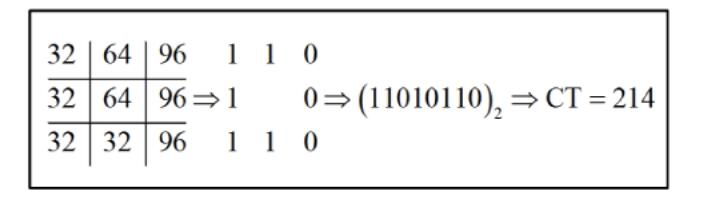 32 | 64 | 96 1 1 0
32 | 64 | 96 ⇒ 1 0 ⇒ (11010110)₂ ⇒ CT = 214
32 | 32 | 96 1 1 0